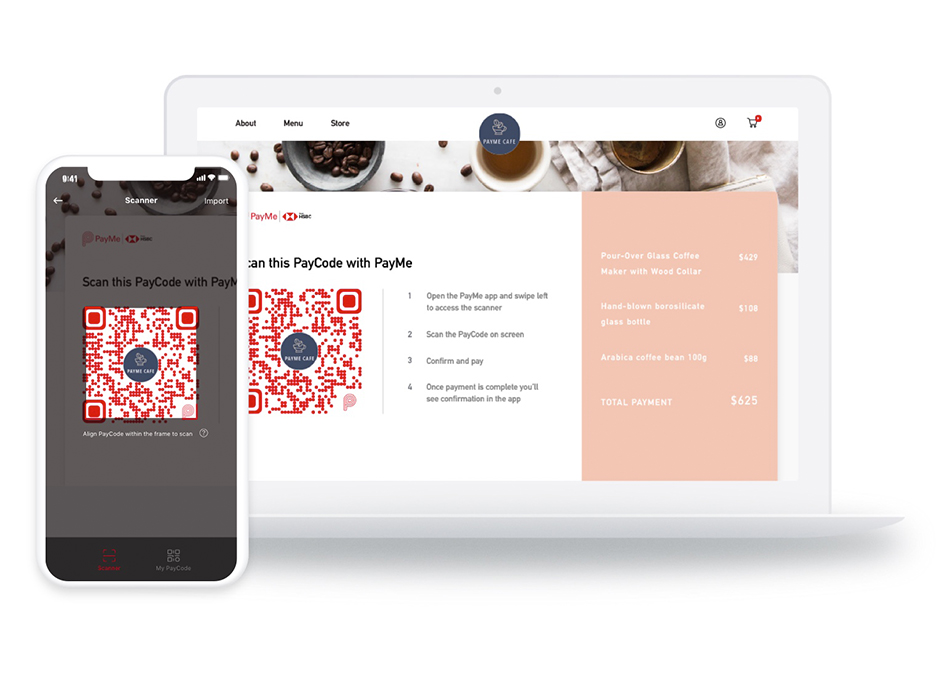 About Menu Store
PAYME CAFE
PayMe HSBC
can this PayCode with PayMe
PAYME CAFE
1 Open the PayMe app and swipe left
to access the scanner
2 Scan the PayCode on screen
3 Confirm and pay
4 Once payment is complete you'll
see confirmation in the app
Pour-Over Glass Coffee $429
Maker with Wood Collar
Hand-blown borosilicate $108
glass bottle
Arabica coffee bean 100g $88
TOTAL PAYMENT $625
9:41
Scanner Import
PayMe HSBC
Scan this PayCode with PayM
PAYME CAFE
Align PayCode within the frame to scan ?
Scanner My PayCode